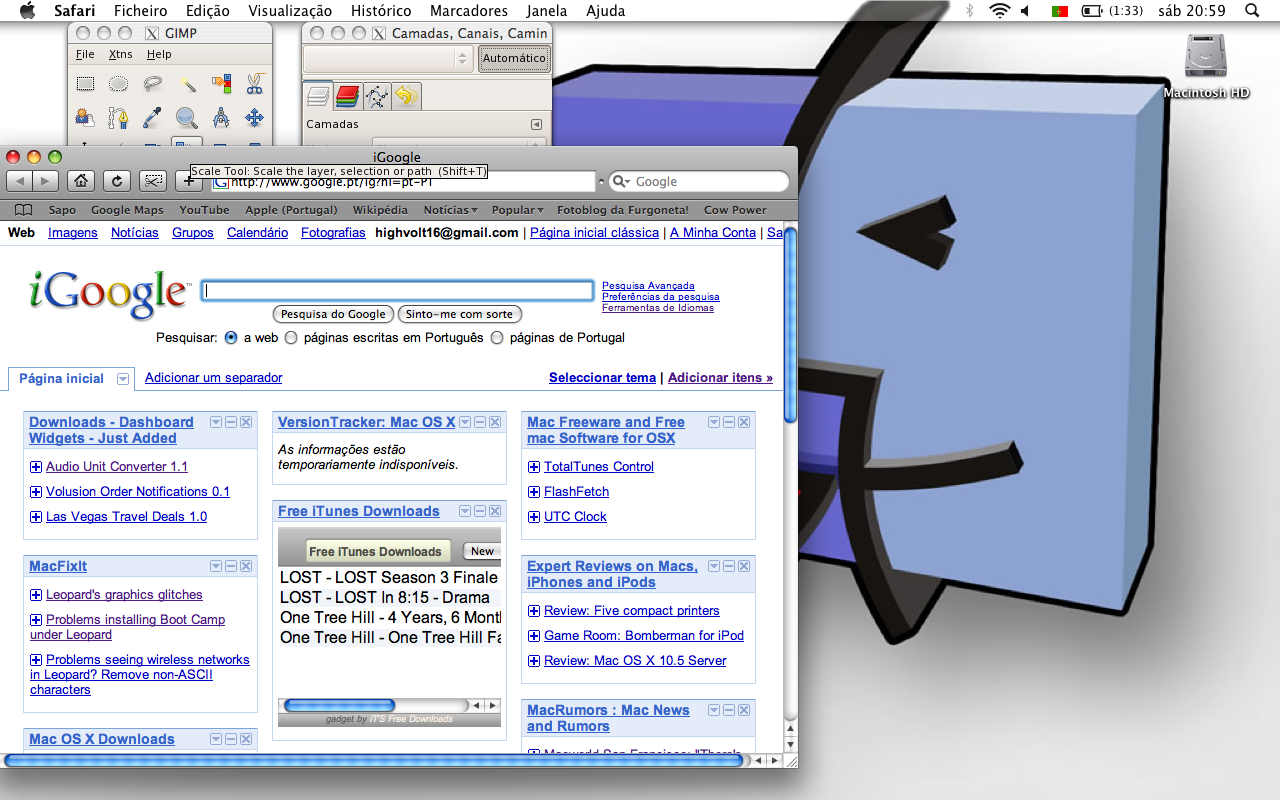 Safari Ficheiro Edição Visualização Histórico Marcadores Janela Ajuda (1:33) sáb 20:59
GIMP
File Xtns Help
Camadas, Canais, Camin
Automático
Camadas
Macintosh HD
iGoogle
Scale Tool: Scale the layer, selection or path (Shift+T)
http://www.google.pt/ig?hl=pt-PT
Google
Sapo Google Maps YouTube Apple (Portugal) Wikipédia Notícias Popular Fotoblog da Furgoneta! Cow Power
Web Imagens Notícias Grupos Calendário Fotografias highvolt16@gmail.com | Página inicial clássica | A Minha Conta | Sa
iGoogle™
Pesquisa Avançada
Preferências da pesquisa
Ferramentas de Idiomas
Pesquisa do Google Sinto-me com sorte
Pesquisar: a web páginas escritas em Português páginas de Portugal
Página inicial Adicionar um separador Seleccionar tema | Adicionar itens »
Downloads - Dashboard
Widgets - Just Added
Audio Unit Converter 1.1
Volusion Order Notifications 0.1
Las Vegas Travel Deals 1.0
MacFixIt
Leopard's graphics glitches
Problems installing Boot Camp
under Leopard
Problems seeing wireless networks
in Leopard? Remove non-ASCII
characters
Mac OS X Downloads
VersionTracker: Mac OS X
As informações estão
temporariamente indisponíveis.
Free iTunes Downloads
Free iTunes Downloads New
LOST - LOST Season 3 Finale
LOST - LOST In 8:15 - Drama
One Tree Hill - 4 Years, 6 Mont
One Tree Hill - One Tree Hill Fa
gadget by iT'S Free Downloads
Mac Freeware and Free
mac Software for OSX
TotalTunes Control
FlashFetch
UTC Clock
Expert Reviews on Macs,
iPhones and iPods
Review: Five compact printers
Game Room: Bomberman for iPod
Review: Mac OS X 10.5 Server
MacRumors : Mac News
and Rumors
Macworld San Francisco: "There's